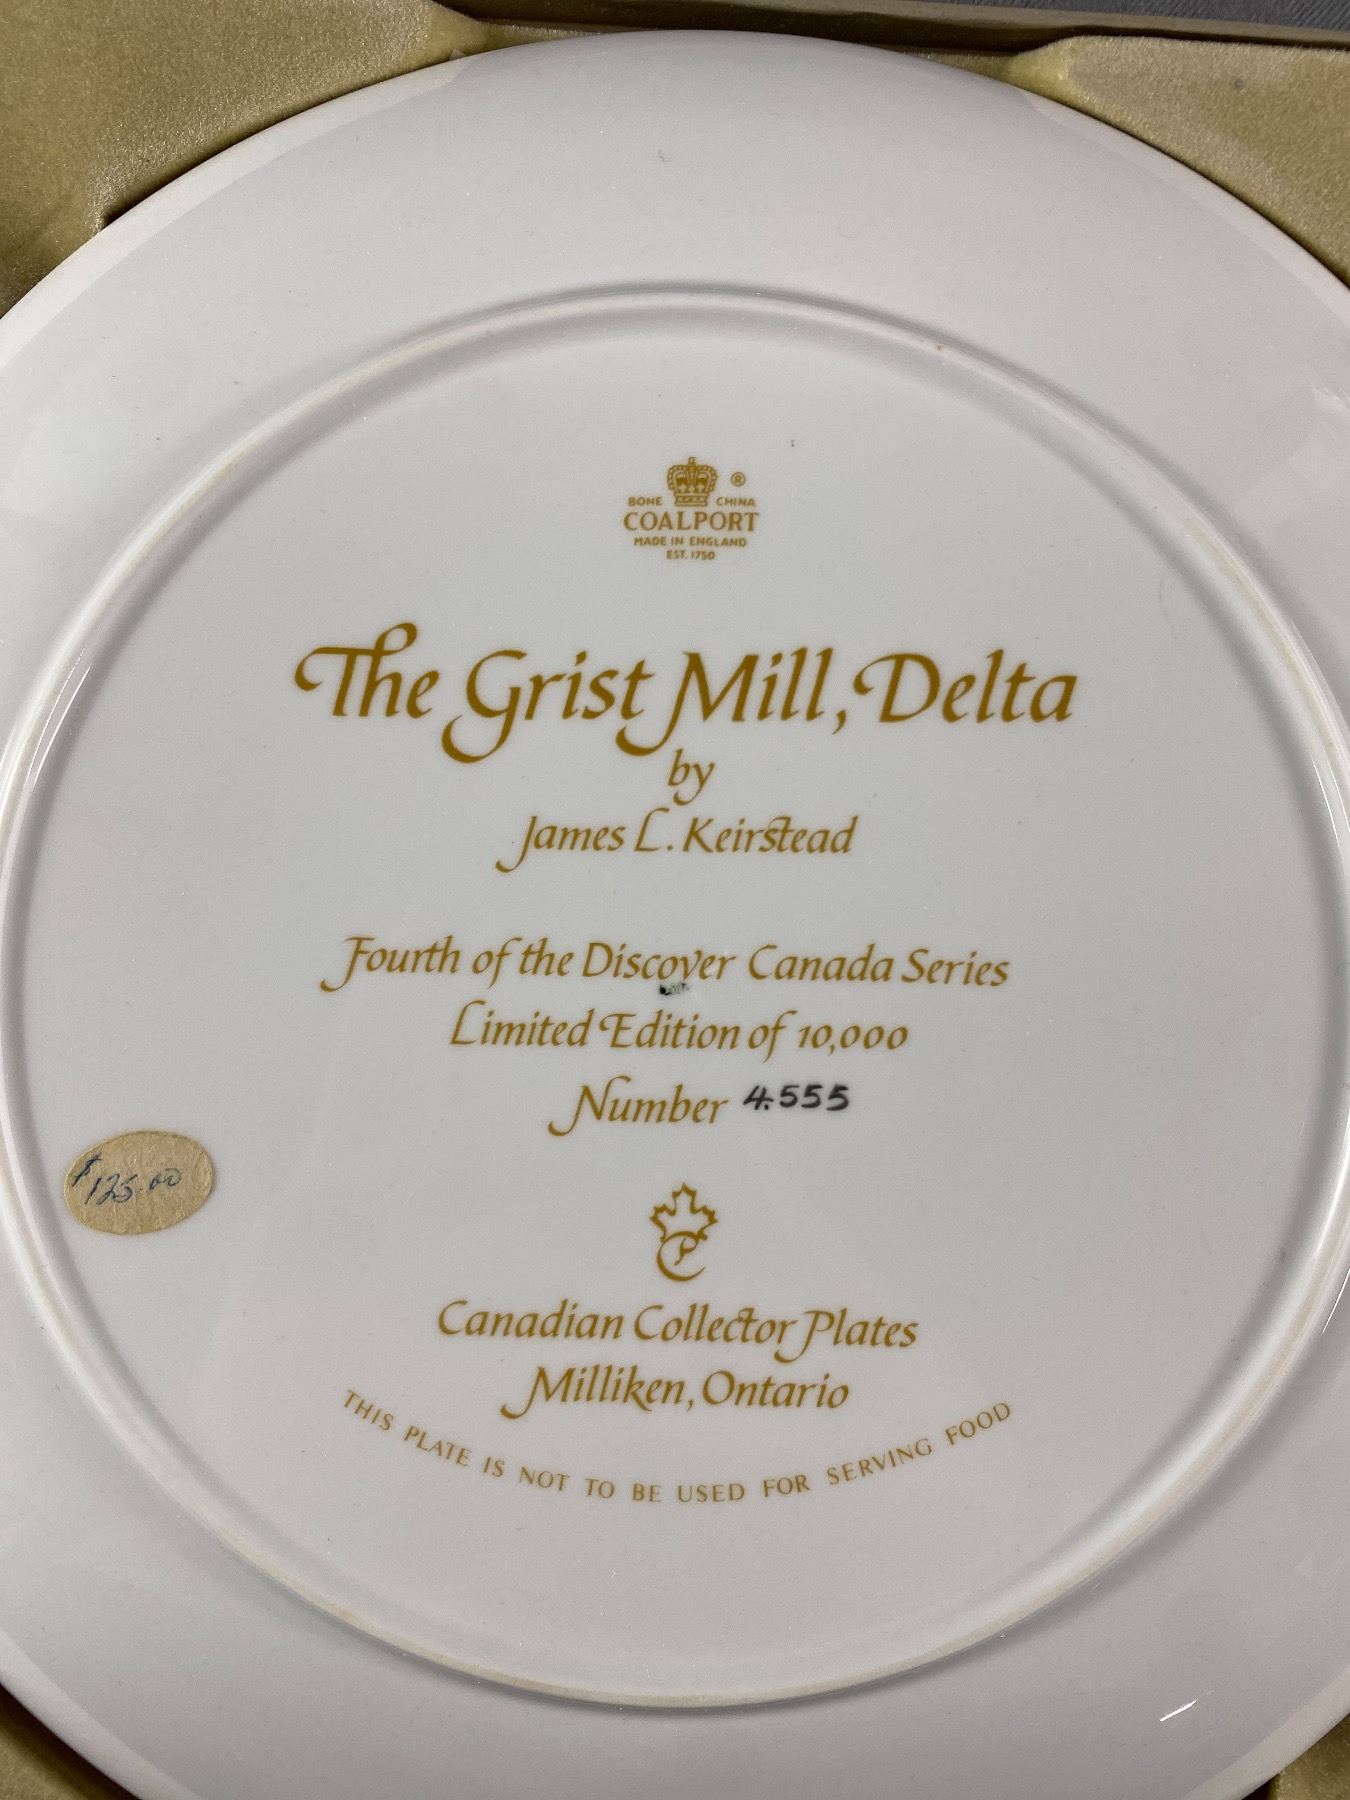 BONE CHINA ®
COALPORT
MADE IN ENGLAND
EST. 1750
The Grist Mill, Delta
by
James L. Keirstead
Fourth of the Discover Canada Series
Limited Edition of 10,000
Number 4.555
$125.00
Canadian Collector Plates
Milliken, Ontario
THIS PLATE IS NOT TO BE USED FOR SERVING FOOD